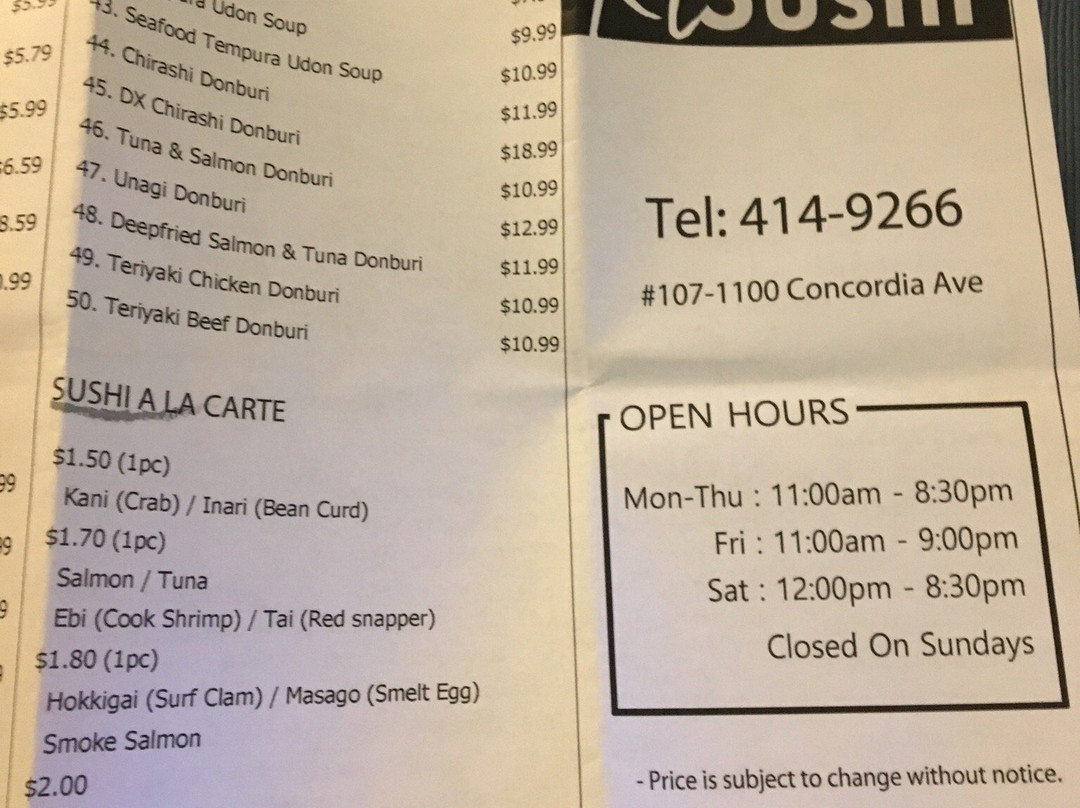 Udon Soup $9.99
43. Seafood Tempura Udon Soup $10.99
44. Chirashi Donburi $11.99
45. DX Chirashi Donburi $18.99
46. Tuna & Salmon Donburi $10.99
47. Unagi Donburi $12.99
48. Deepfried Salmon & Tuna Donburi $11.99
49. Teriyaki Chicken Donburi $10.99
50. Teriyaki Beef Donburi $10.99
SUSHI A LA CARTE
$1.50 (1pc)
Kani (Crab) / Inari (Bean Curd)
$1.70 (1pc)
Salmon / Tuna
Ebi (Cook Shrimp) / Tai (Red snapper)
$1.80 (1pc)
Hokkigai (Surf Clam) / Masago (Smelt Egg)
Smoke Salmon
$2.00
$5.79
$5.99
6.59
8.59
.99
Sushi
Tel: 414-9266
#107-1100 Concordia Ave
OPEN HOURS
Mon-Thu : 11:00am - 8:30pm
Fri : 11:00am - 9:00pm
Sat : 12:00pm - 8:30pm
Closed On Sundays
- Price is subject to change without notice.